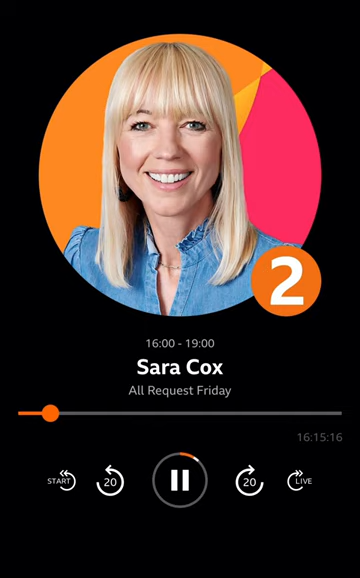 2
16:00 - 19:00
Sara Cox
All Request Friday
16:15:16
START
20
20
LIVE